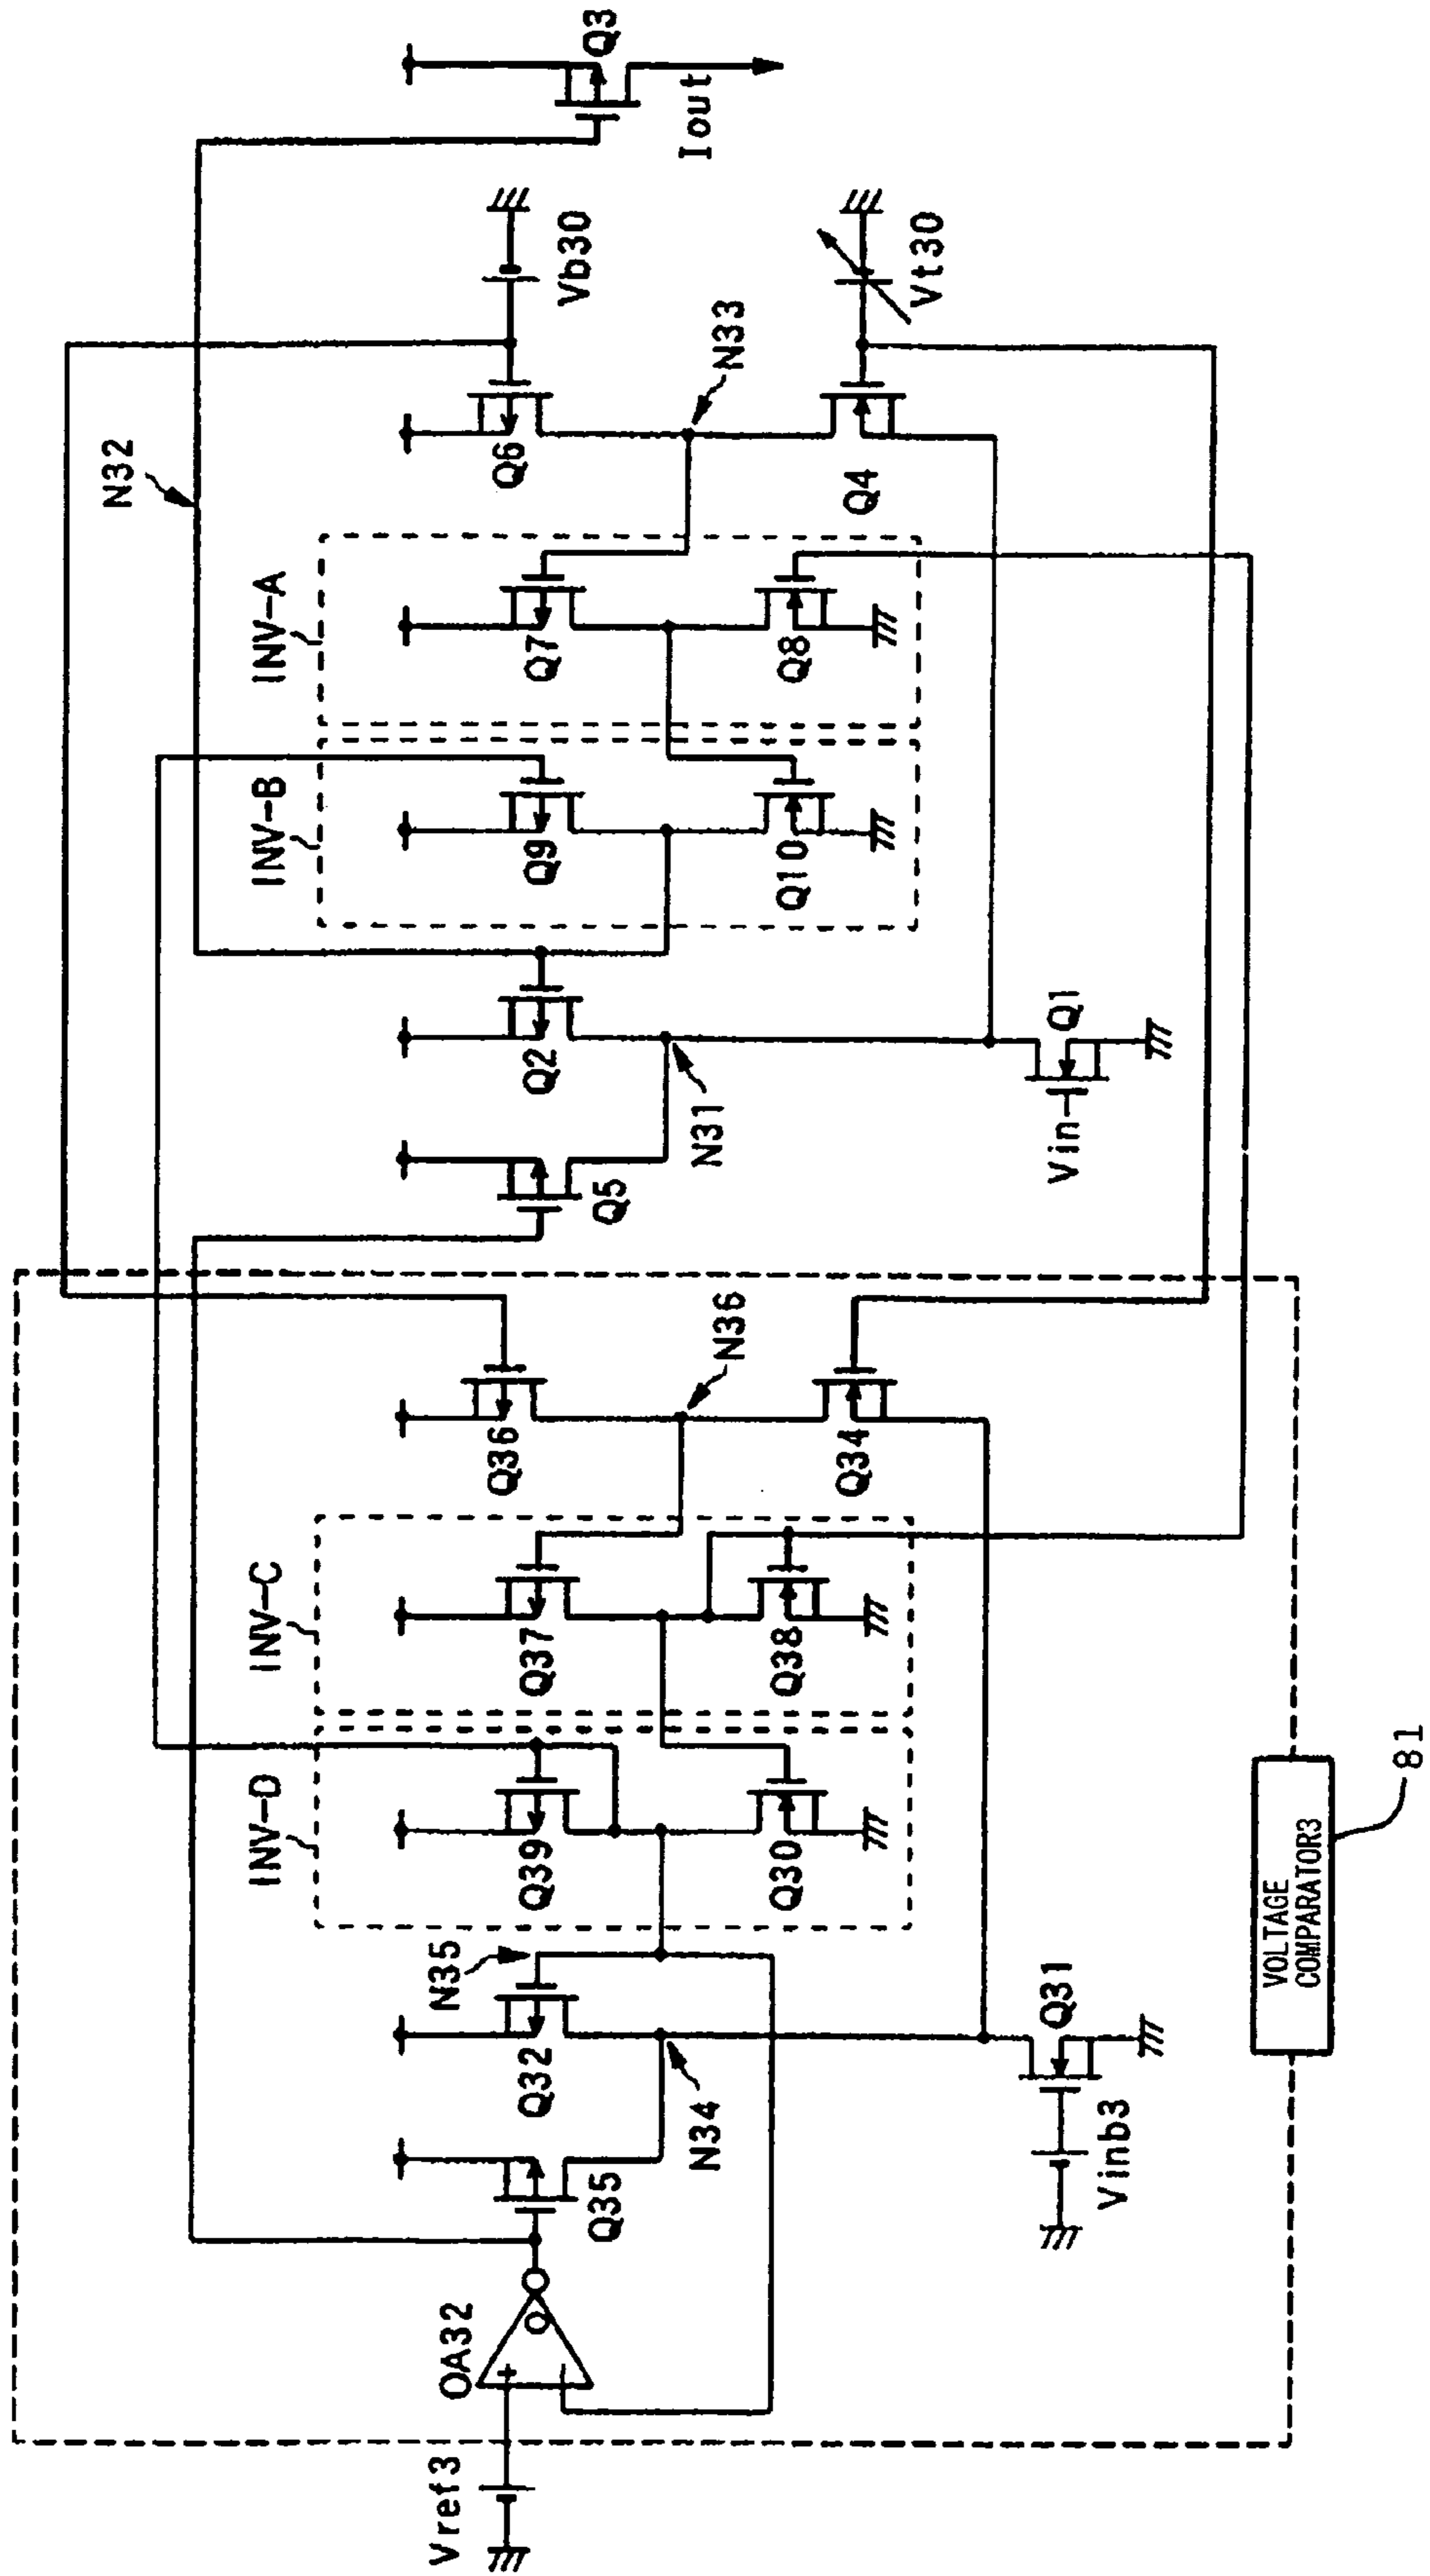 Vref3
OA32
Q35
N34
Q32
N35
INV-D
Q39
Q30
INV-C
Q37
Q38
Q36
N36
Q34
Q31
Vinb3
VOLTAGE
COMPARATOR3
81
Q5
N31
Q2
Vin
Q1
INV-B
Q9
Q10
INV-A
Q7
Q8
N32
Q6
N33
Q4
Vb30
Vt30
Q3
Iout